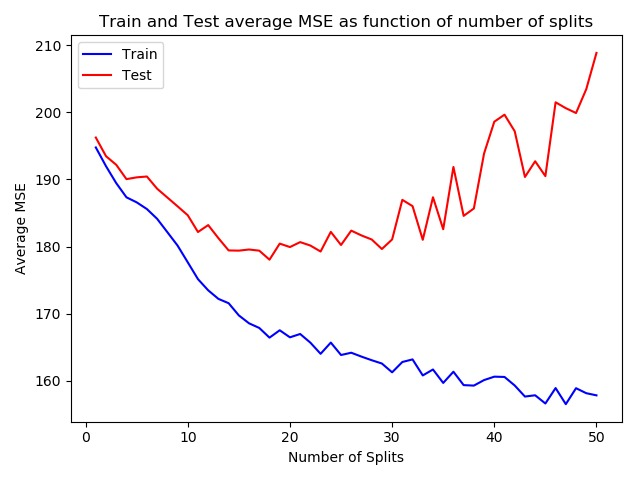 Train and Test average MSE as function of number of splits
Train
Test
Average MSE
210
200
190
180
170
160
0 10 20 30 40 50
Number of Splits